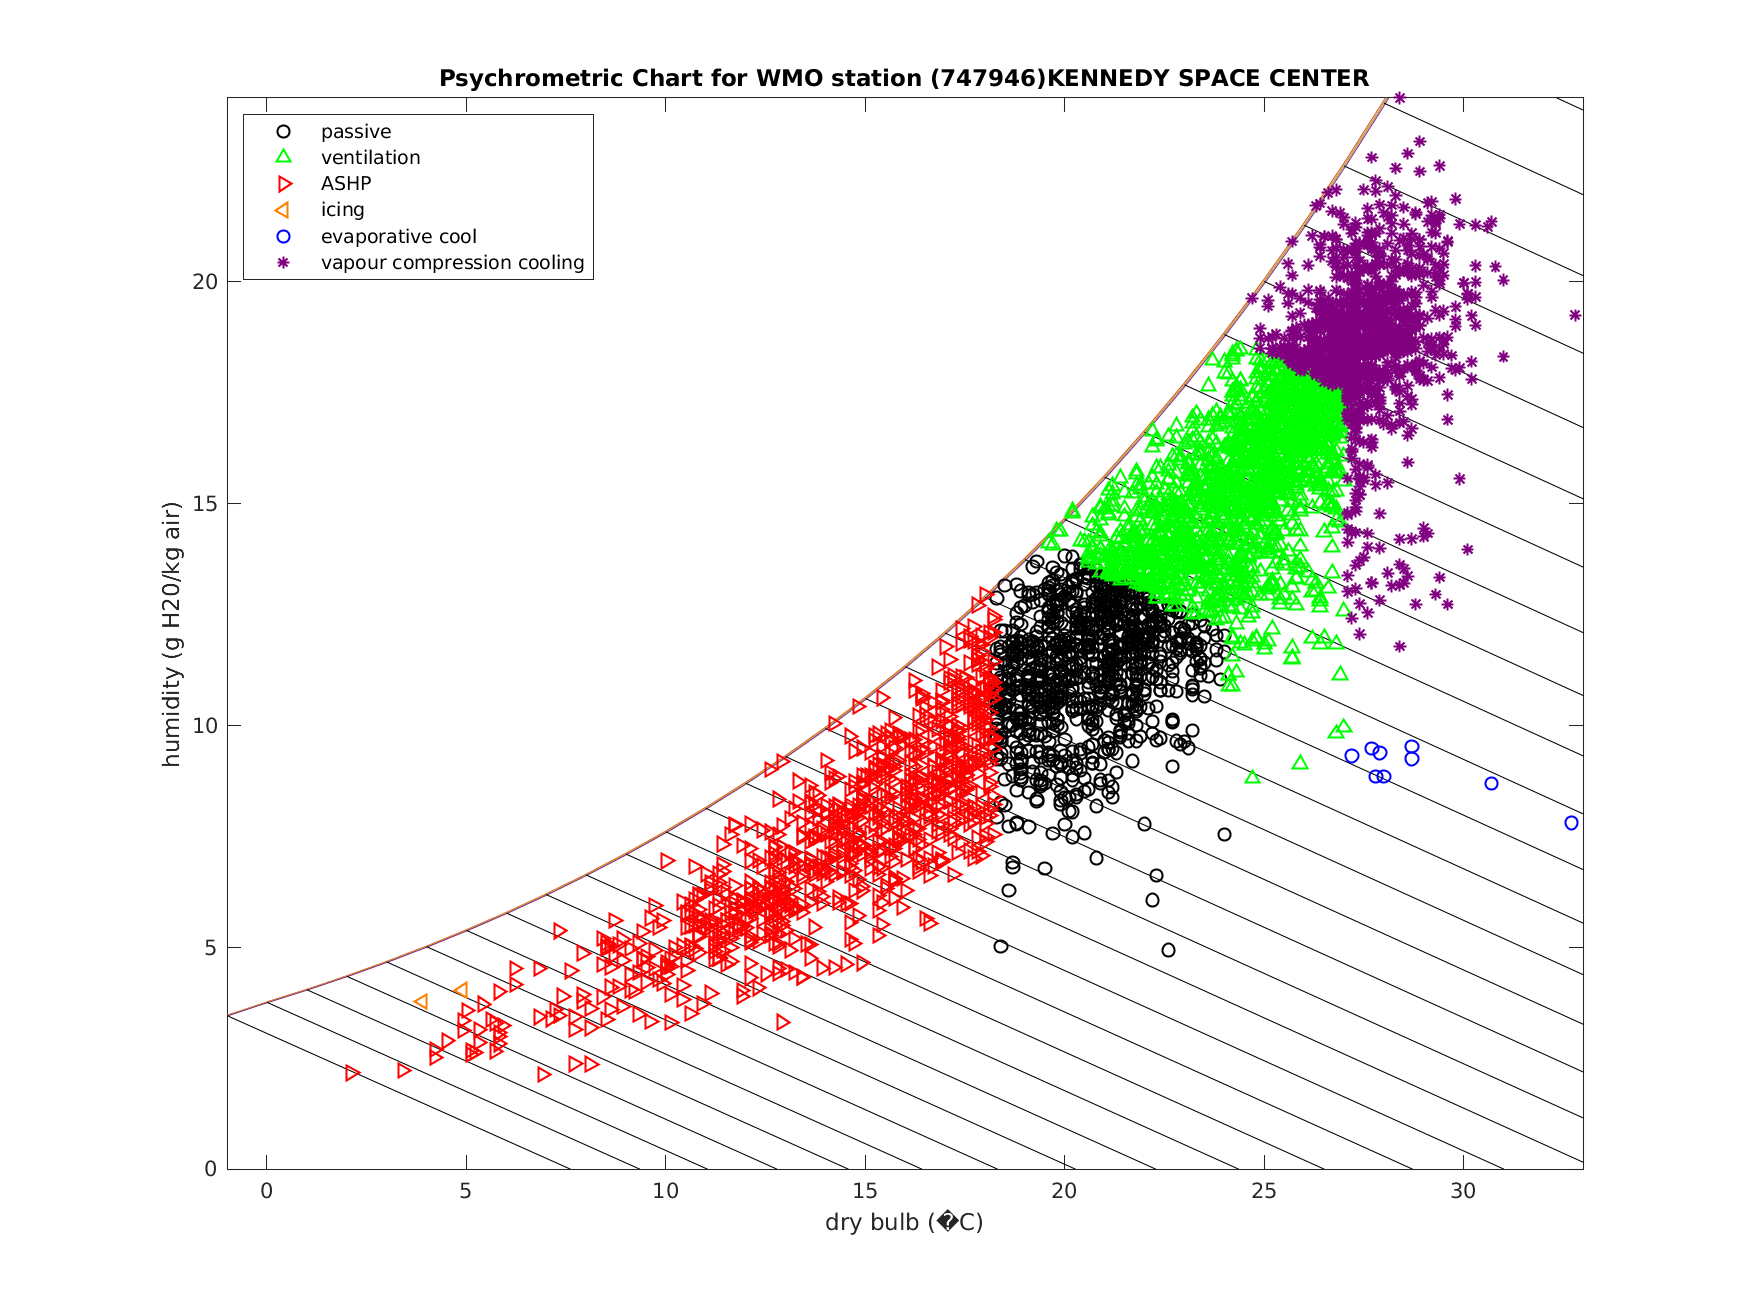 Psychrometric Chart for WMO station (747946)KENNEDY SPACE CENTER
passive
ventilation
ASHP
icing
evaporative cool
vapour compression cooling
humidity (g H20/kg air)
20
15
10
5
0
0 5 10 15 20 25 30
dry bulb (�C)